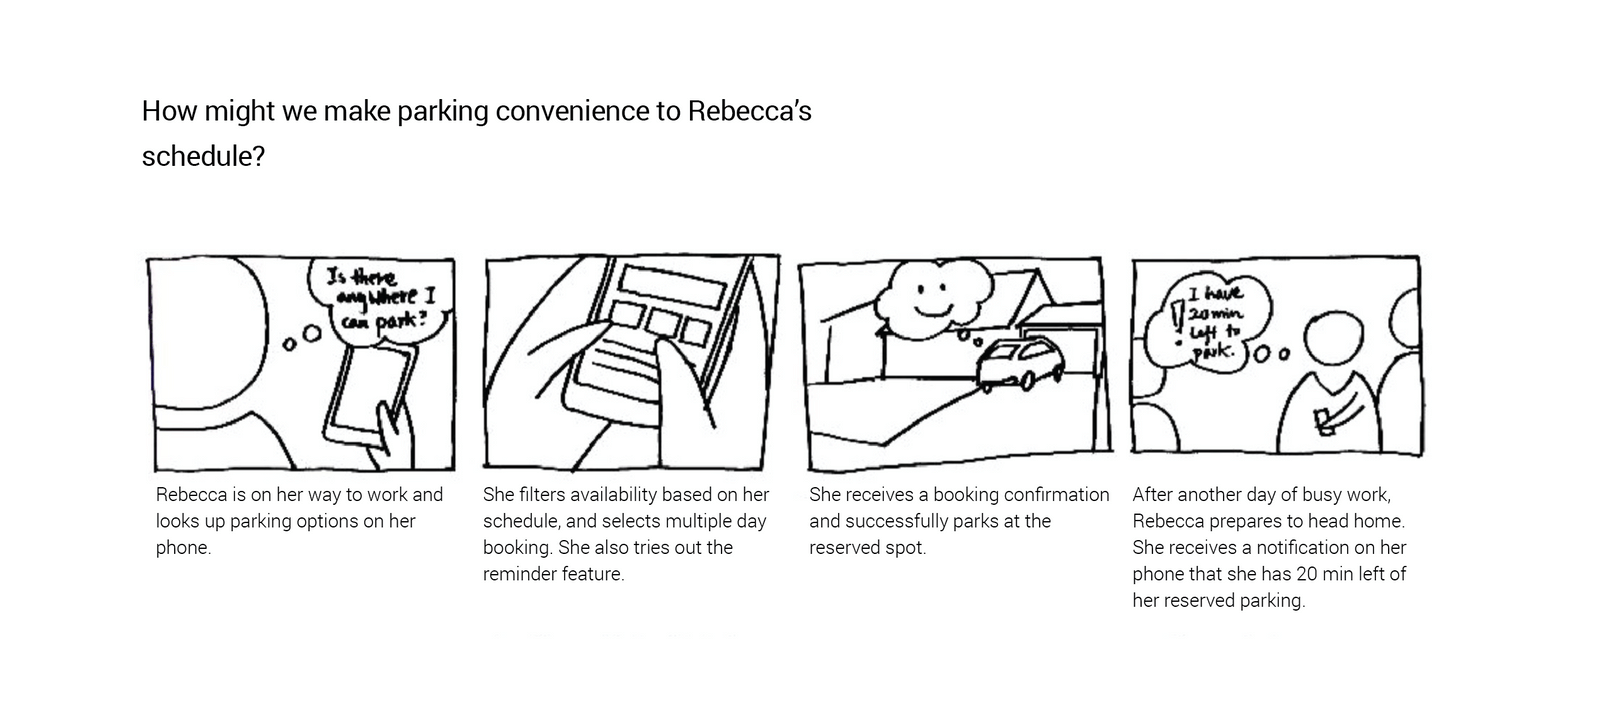 How might we make parking convenience to Rebecca's
schedule?
Is there
anywhere I
can park?
I have
! 20 min
left to
park.
Rebecca is on her way to work and
looks up parking options on her
phone.
She filters availability based on her
schedule, and selects multiple day
booking. She also tries out the
reminder feature.
She receives a booking confirmation
and successfully parks at the
reserved spot.
After another day of busy work,
Rebecca prepares to head home.
She receives a notification on her
phone that she has 20 min left of
her reserved parking.